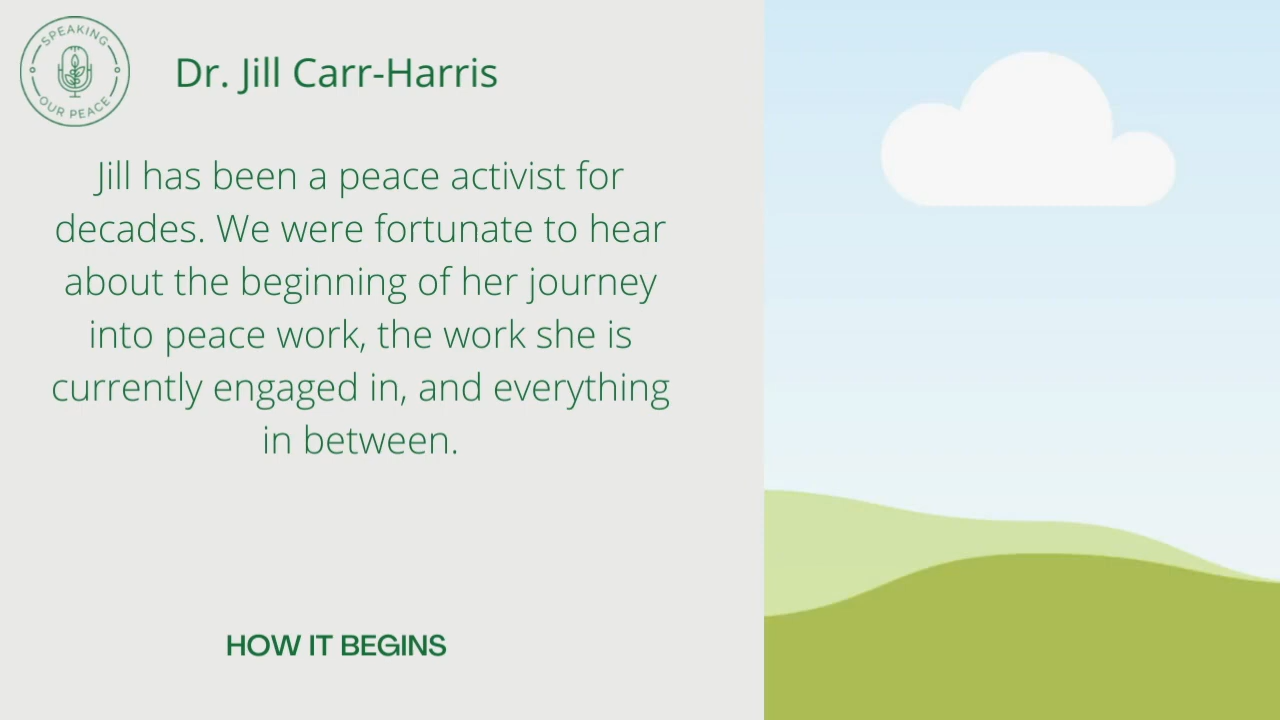 SPEAKING
OUR PEACE
Dr. Jill Carr-Harris
Jill has been a peace activist for
decades. We were fortunate to hear
about the beginning of her journey
into peace work, the work she is
currently engaged in, and everything
in between.
HOW IT BEGINS